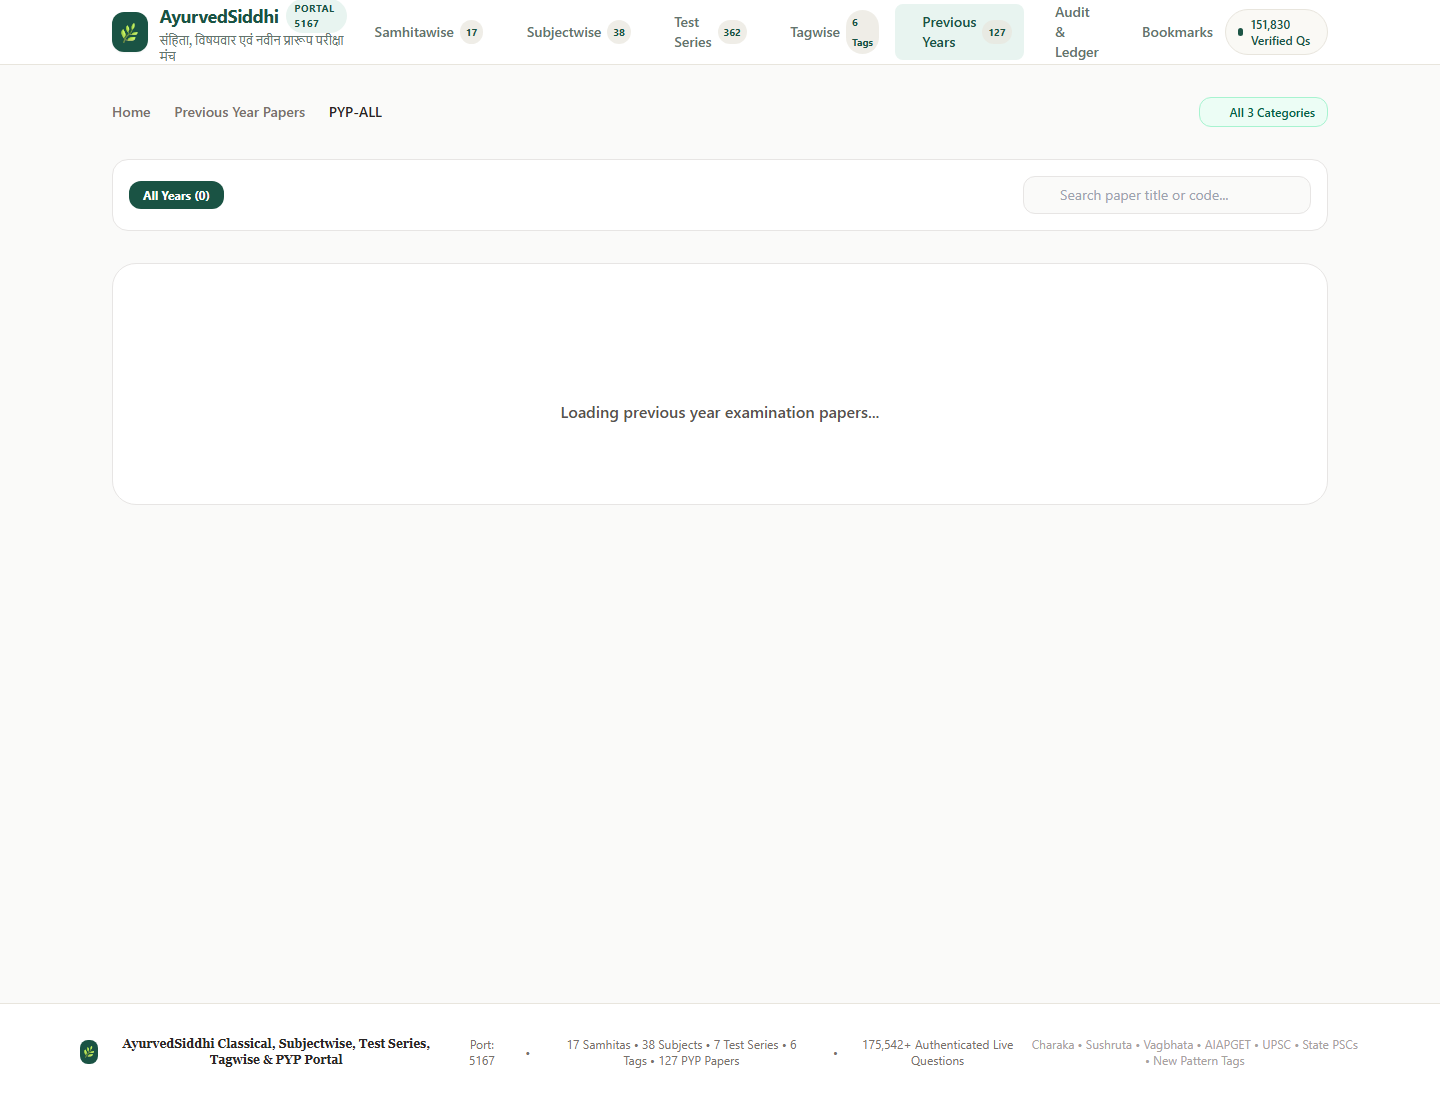 AyurvedSiddhi
PORTAL
5167
संहिता, विषयवार एवं नवीन प्रारूप परीक्षा
मंच
Samhitawise 17
Subjectwise 38
Test
Series 362
Tagwise 6
Tags
Previous
Years 127
Audit
&
Ledger
Bookmarks
151,830
Verified Qs
Home Previous Year Papers PYP-ALL
All 3 Categories
All Years (0)
Search paper title or code...
Loading previous year examination papers...
AyurvedSiddhi Classical, Subjectwise, Test Series,
Tagwise & PYP Portal
Port:
5167
•
17 Samhitas • 38 Subjects • 7 Test Series • 6
Tags • 127 PYP Papers
•
175,542+ Authenticated Live
Questions
Charaka • Sushruta • Vagbhata • AIAPGET • UPSC • State PSCs
• New Pattern Tags